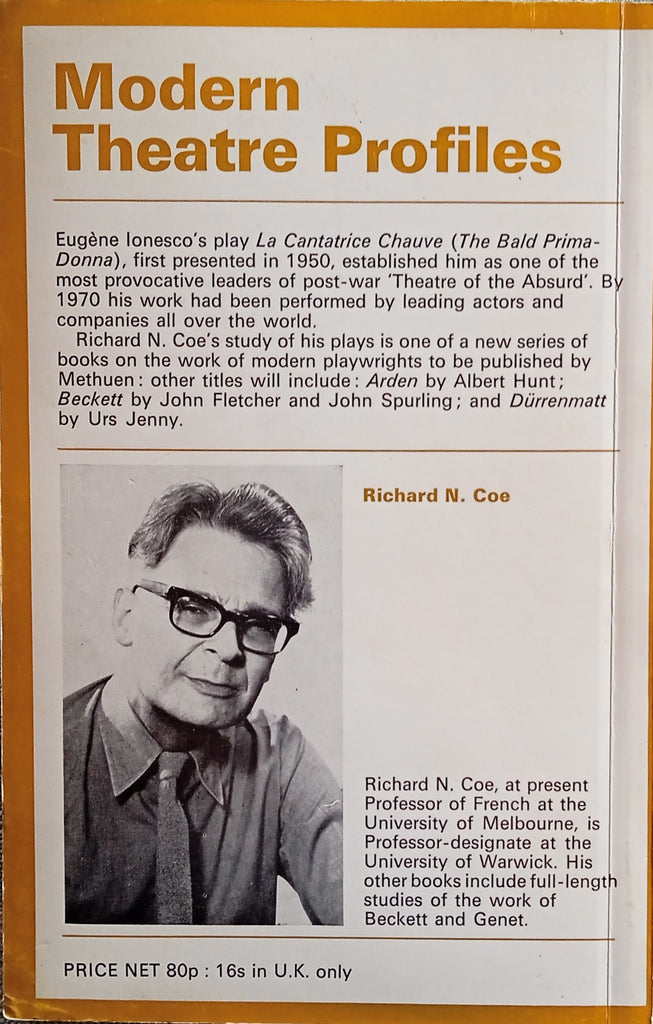 Modern
Theatre Profiles
Eugène Ionesco's play La Cantatrice Chauve (The Bald Prima-
Donna), first presented in 1950, established him as one of the
most provocative leaders of post-war 'Theatre of the Absurd'. By
1970 his work had been performed by leading actors and
companies all over the world.
Richard N. Coe's study of his plays is one of a new series of
books on the work of modern playwrights to be published by
Methuen: other titles will include: Arden by Albert Hunt;
Beckett by John Fletcher and John Spurling; and Dürrenmatt
by Urs Jenny.
Richard N. Coe
Richard N. Coe, at present
Professor of French at the
University of Melbourne, is
Professor-designate at the
University of Warwick. His
other books include full-length
studies of the work of
Beckett and Genet.
PRICE NET 80p : 16s in U.K. only